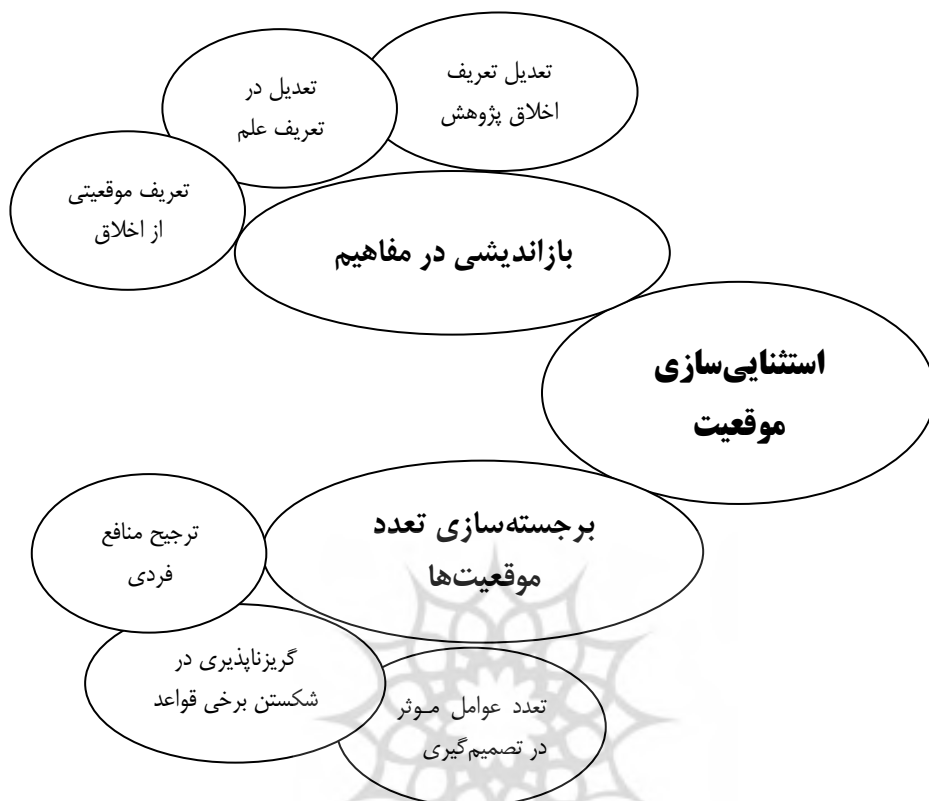 تعدیل تعریف
اخلاق پژوهش
تعدیل در
تعریف علم
تعریف موقعیتی
از اخلاق
بازاندیشی در مفاهیم
استثنایی‌سازی
موقعیت
برجسته‌سازی تعدد
موقعیت‌ها
ترجیح منافع
فردی
گریزناپذیری در
شکستن برخی قواعد
تعدد عوامل مـوثر
در تصمیم‌گیری